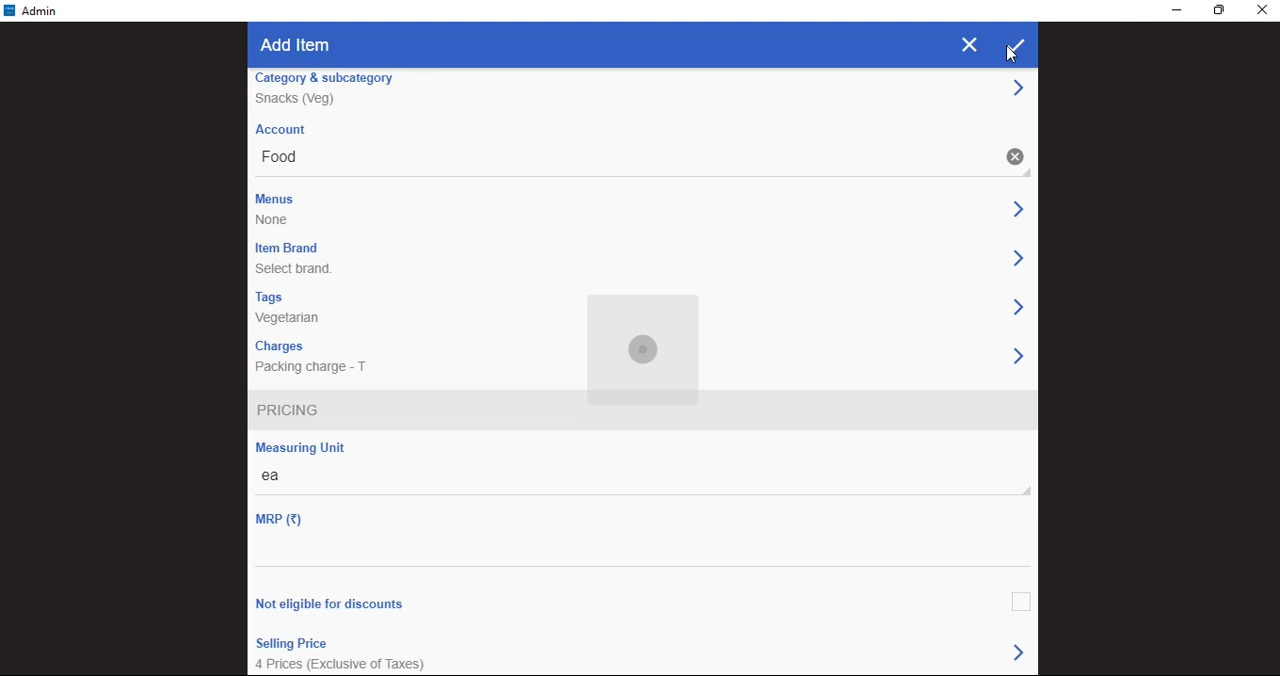 Admin
Add Item
Category & subcategory
Snacks (Veg)
Account
Food
Menus
None
Item Brand
Select brand.
Tags
Vegetarian
Charges
Packing charge - T
PRICING
Measuring Unit
ea
MRP (₹)
Not eligible for discounts
Selling Price
4 Prices (Exclusive of Taxes)